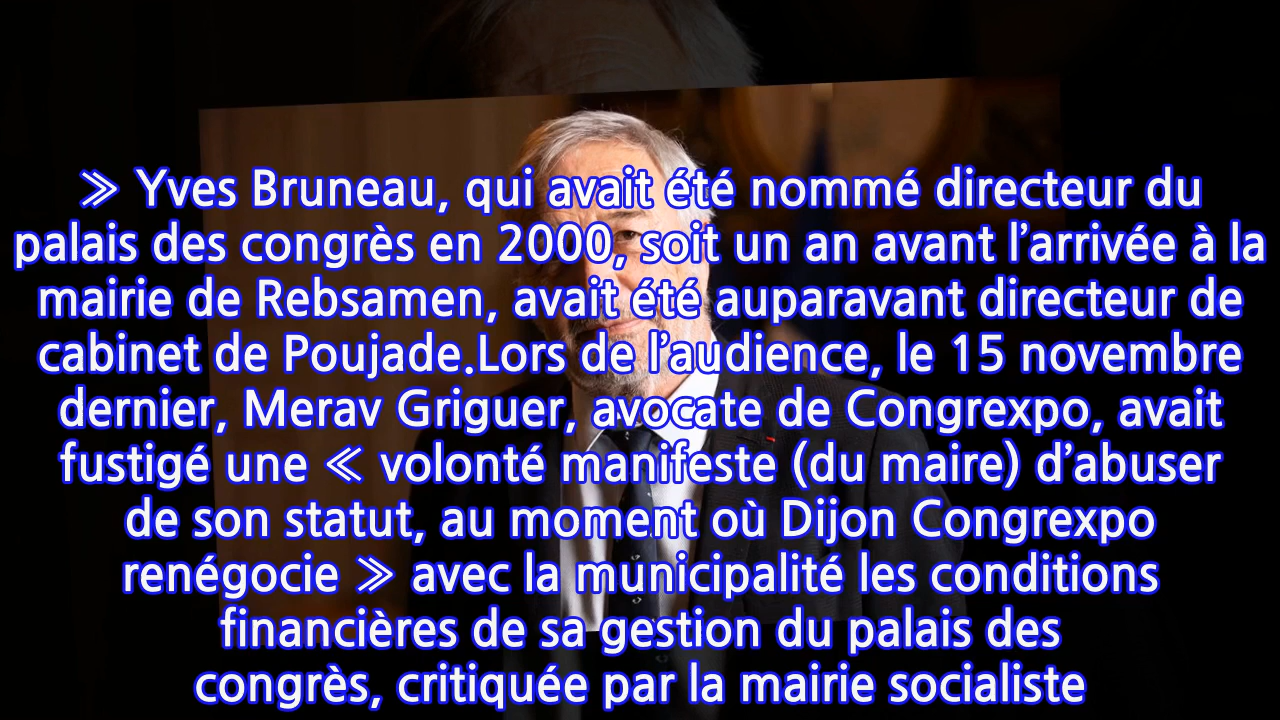 ≫ Yves Bruneau, qui avait été nommé directeur du
palais des congrès en 2000, soit un an avant l’arrivée à la
mairie de Rebsamen, avait été auparavant directeur de
cabinet de Poujade.Lors de l’audience, le 15 novembre
dernier, Merav Griguer, avocate de Congrexpo, avait
fustigé une ≪ volonté manifeste (du maire) d’abuser
de son statut, au moment où Dijon Congrexpo
renégocie ≫ avec la municipalité les conditions
financières de sa gestion du palais des
congrès, critiquée par la mairie socialiste